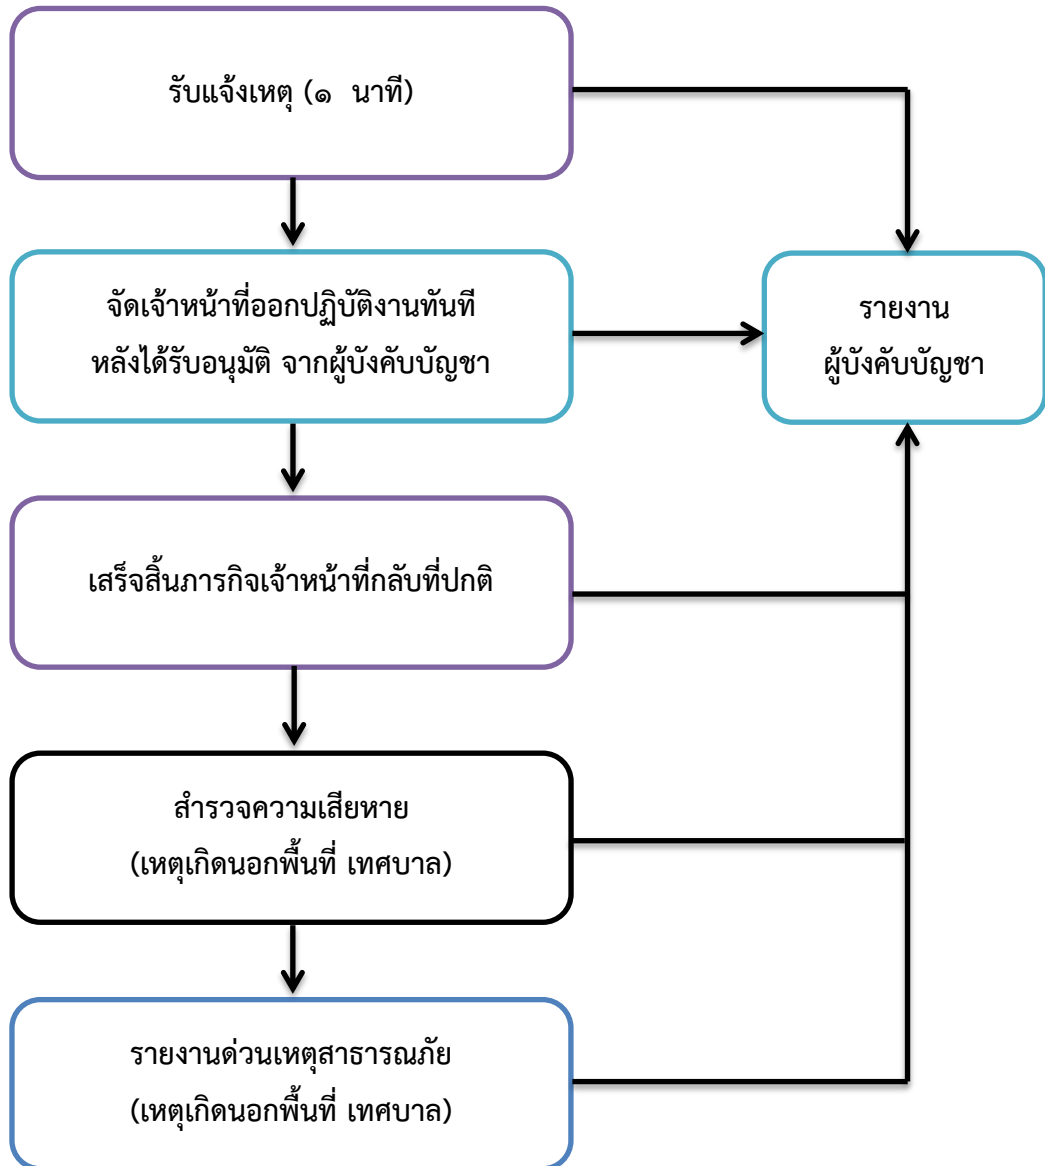 รับแจ้งเหตุ (๑ นาที)
จัดเจ้าหน้าที่ออกปฏิบัติงานทันที
หลังได้รับอนุมัติ จากผู้บังคับบัญชา
รายงาน
ผู้บังคับบัญชา
เสร็จสิ้นภารกิจเจ้าหน้าที่กลับที่ปกติ
สำรวจความเสียหาย
(เหตุเกิดนอกพื้นที่ เทศบาล)
รายงานด่วนเหตุสาธารณภัย
(เหตุเกิดนอกพื้นที่ เทศบาล)